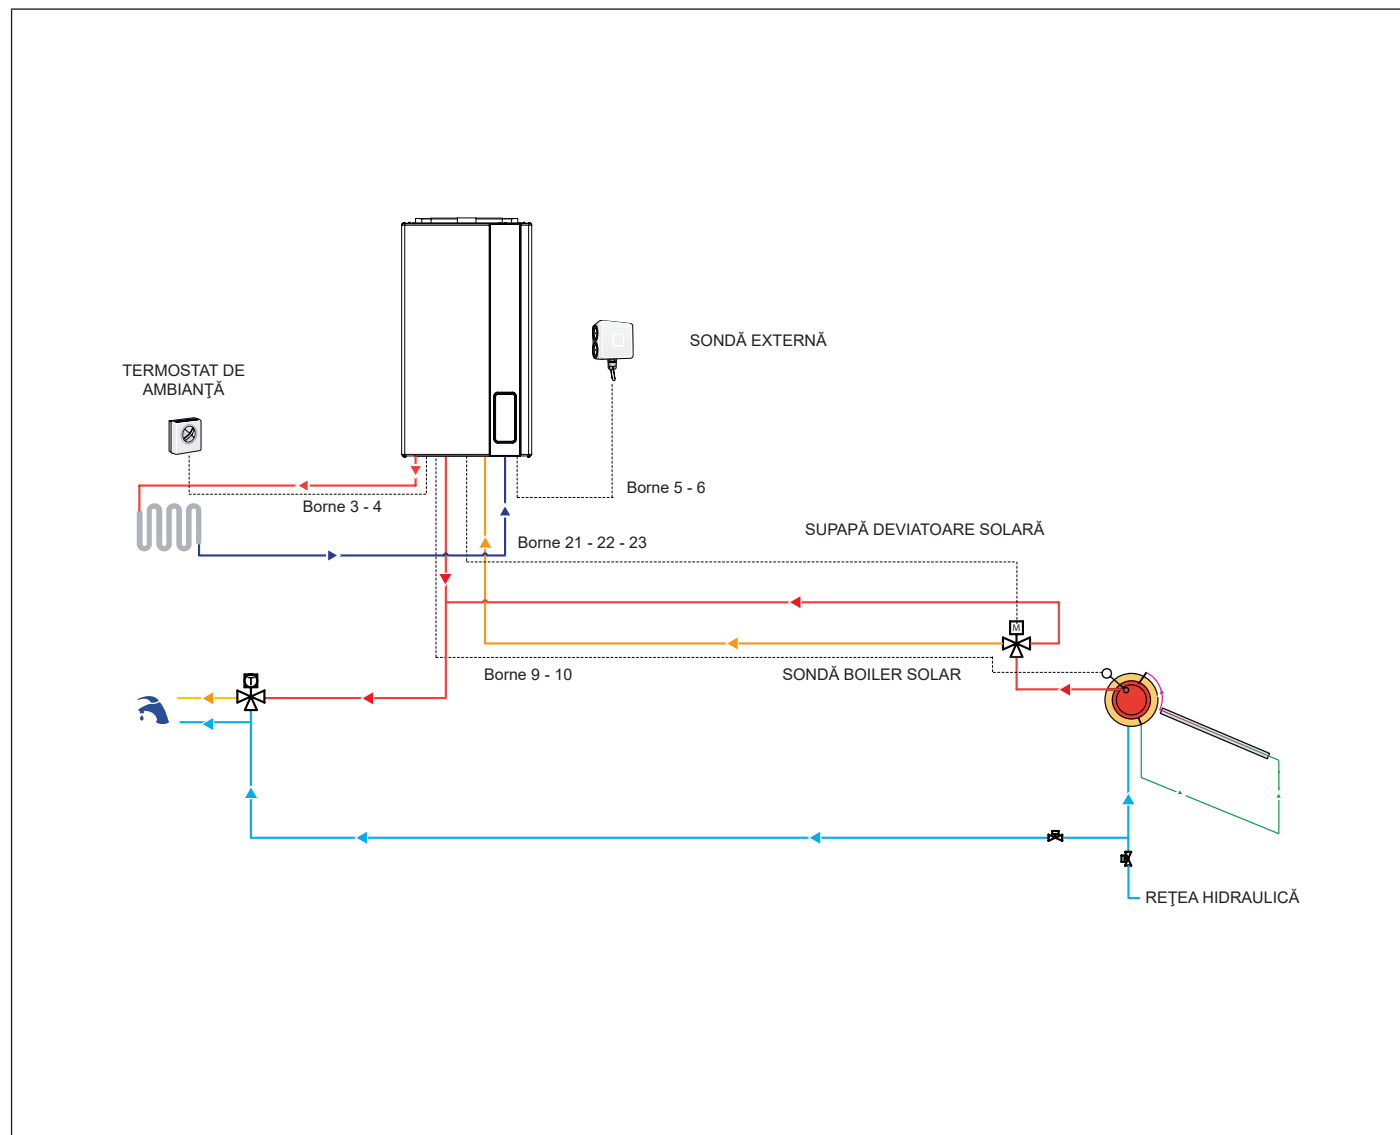 SONDĂ EXTERNĂ
TERMOSTAT DE
AMBIANŢĂ
Borne 5 - 6
Borne 3 - 4
SUPAPĂ DEVIATOARE SOLARĂ
Borne 21 - 22 - 23
M
Borne 9 - 10
SONDĂ BOILER SOLAR
T
REŢEA HIDRAULICĂ